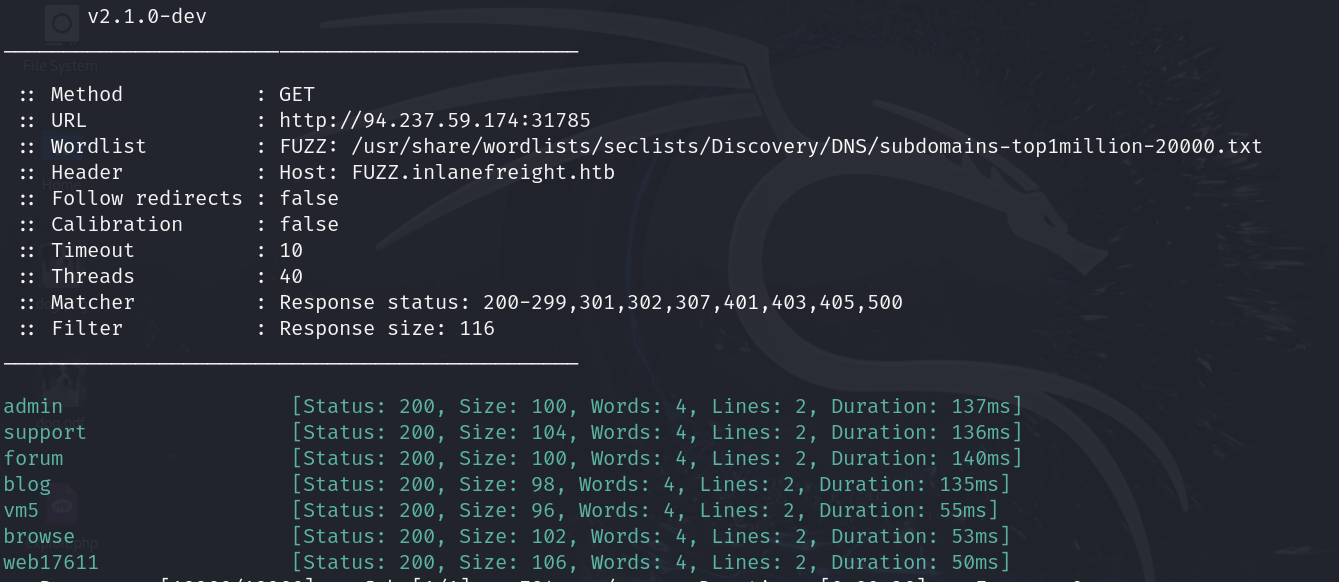 v2.1.0-dev
File System
:: Method : GET
:: URL : http://94.237.59.174:31785
:: Wordlist : FUZZ: /usr/share/wordlists/seclists/Discovery/DNS/subdomains-top1million-20000.txt
:: Header : Host: FUZZ.inlanefreight.htb
:: Follow redirects : false
:: Calibration : false
:: Timeout : 10
:: Threads : 40
:: Matcher : Response status: 200-299,301,302,307,401,403,405,500
:: Filter : Response size: 116
admin [Status: 200, Size: 100, Words: 4, Lines: 2, Duration: 137ms]
support [Status: 200, Size: 104, Words: 4, Lines: 2, Duration: 136ms]
forum [Status: 200, Size: 100, Words: 4, Lines: 2, Duration: 140ms]
blog [Status: 200, Size: 98, Words: 4, Lines: 2, Duration: 135ms]
vm5 [Status: 200, Size: 96, Words: 4, Lines: 2, Duration: 55ms]
browse [Status: 200, Size: 102, Words: 4, Lines: 2, Duration: 53ms]
web17611 [Status: 200, Size: 106, Words: 4, Lines: 2, Duration: 50ms]